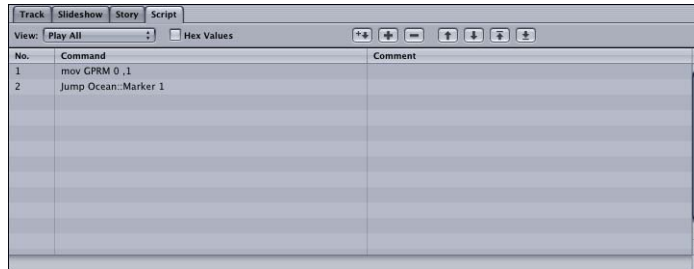 Track Slideshow Story Script
View: Play All Hex Values
No. Command Comment
1 mov GPRM 0 ,1
2 Jump Ocean::Marker 1